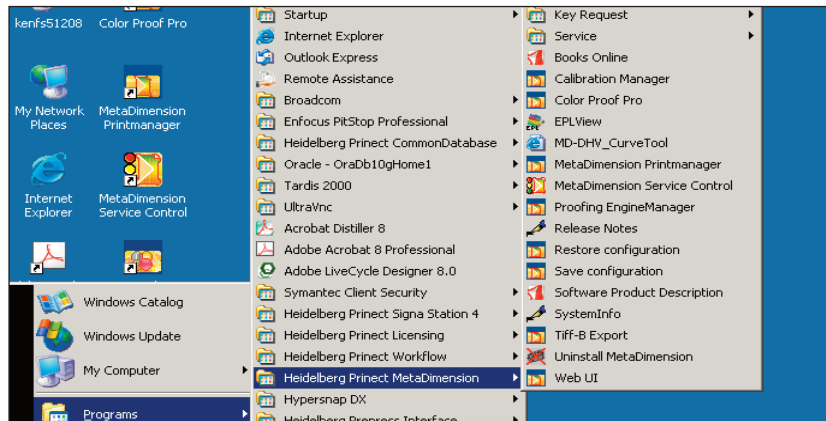 kenfs51208
Color Proof Pro
My Network
Places
MetaDimension
Printmanager
Internet
Explorer
MetaDimension
Service Control
Windows Catalog
Windows Update
My Computer
Programs
Startup
Internet Explorer
Outlook Express
Remote Assistance
Broadcom
Enfocus PitStop Professional
Heidelberg Prinect CommonDatabase
Oracle - OraDb10gHome1
Tardis 2000
UltraVnc
Acrobat Distiller 8
Adobe Acrobat 8 Professional
Adobe LiveCycle Designer 8.0
Symantec Client Security
Heidelberg Prinect Signa Station 4
Heidelberg Prinect Licensing
Heidelberg Prinect Workflow
Heidelberg Prinect MetaDimension
Hypersnap DX
Heidelberg Prepress Interface
Key Request
Service
Books Online
Calibration Manager
Color Proof Pro
EPLView
MD-DHV_CurveTool
MetaDimension Printmanager
MetaDimension Service Control
Proofing EngineManager
Release Notes
Restore configuration
Save configuration
Software Product Description
SystemInfo
Tiff-B Export
Uninstall MetaDimension
Web UI